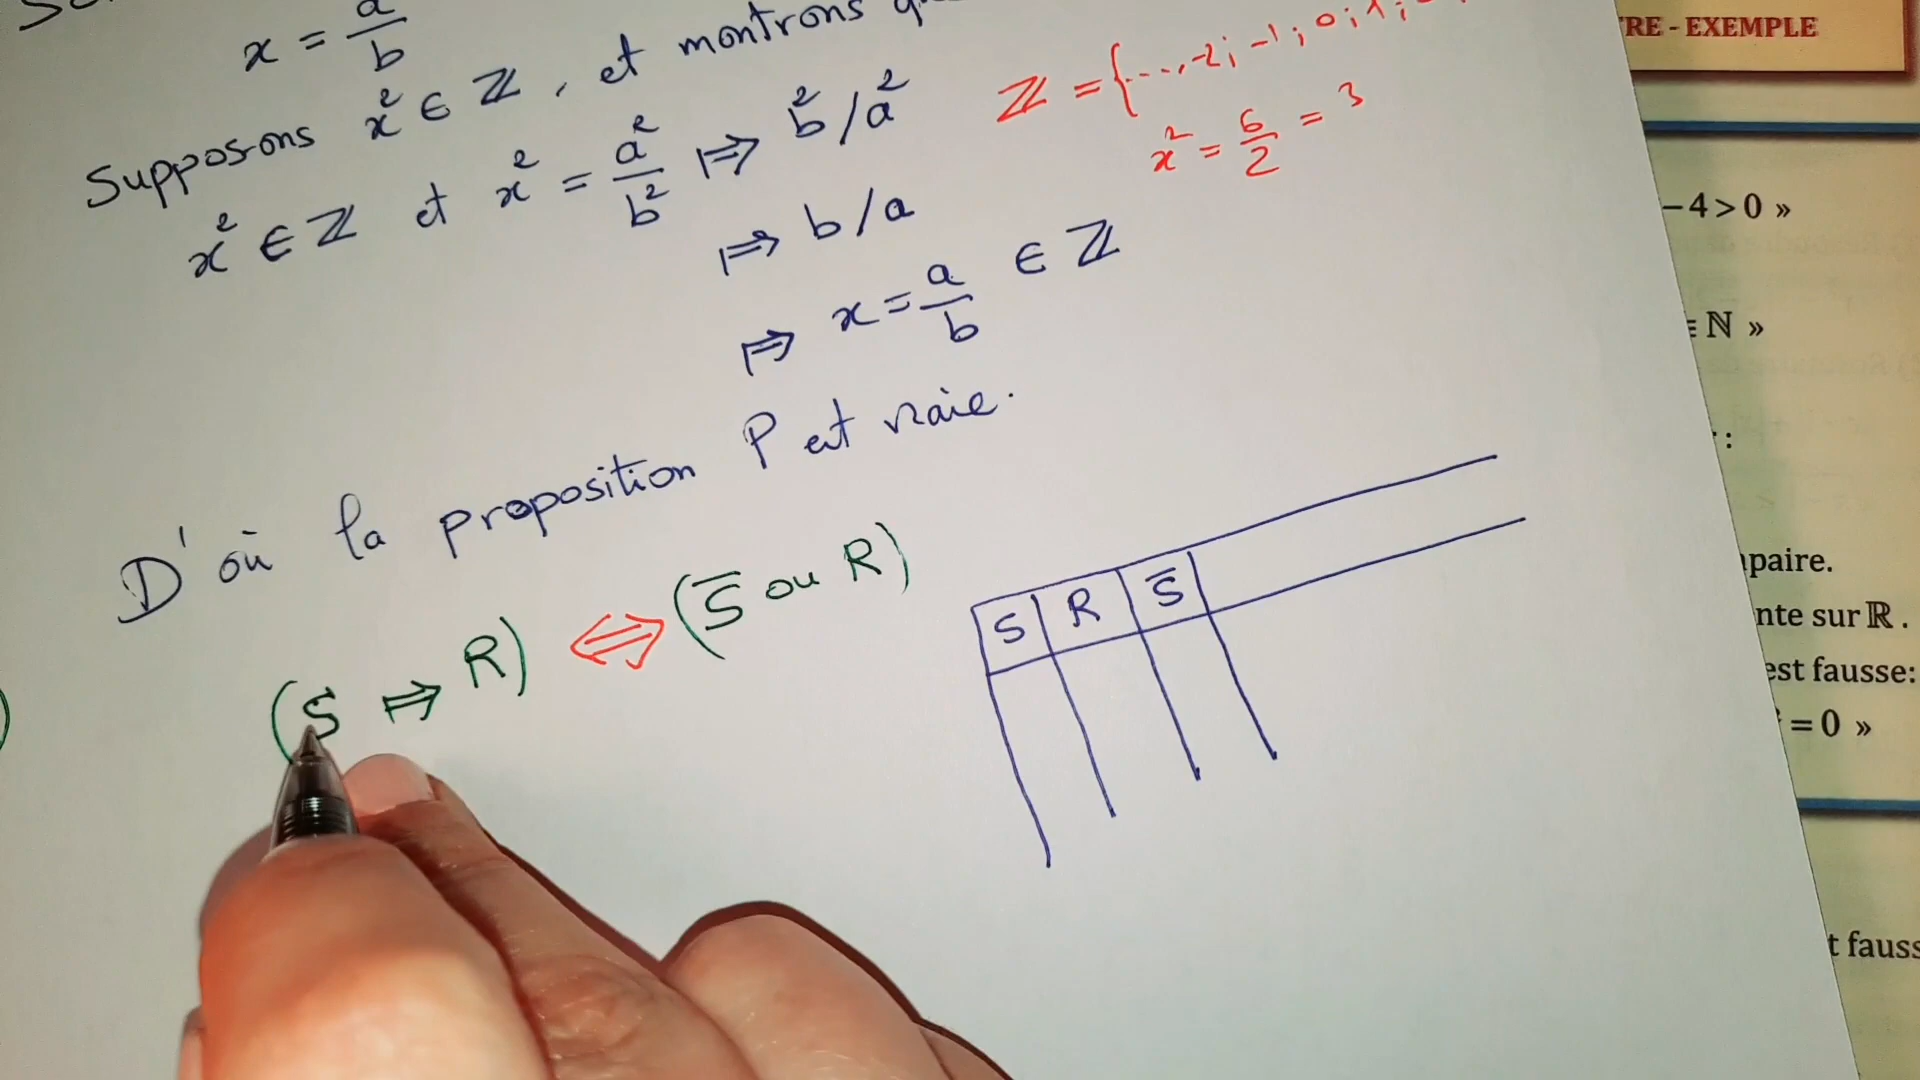 x = a/b
Supposons x² ∈ ℤ, et montrons
x² ∈ ℤ et x² = a²/b² ⟹ b²/a²
⟹ b/a
⟹ x = a/b ∈ ℤ
D'où la proposition P est vraie.
(S ⟹ R) ⟺ (S̅ ou R)
ℤ = {...,-2; -1; 0; 1;
x² = 6/2 = 3
S R S̅
RE - EXEMPLE
−4>0 »
ℕ »
:
paire.
nte sur ℝ.
est fausse:
=0 »
t fauss